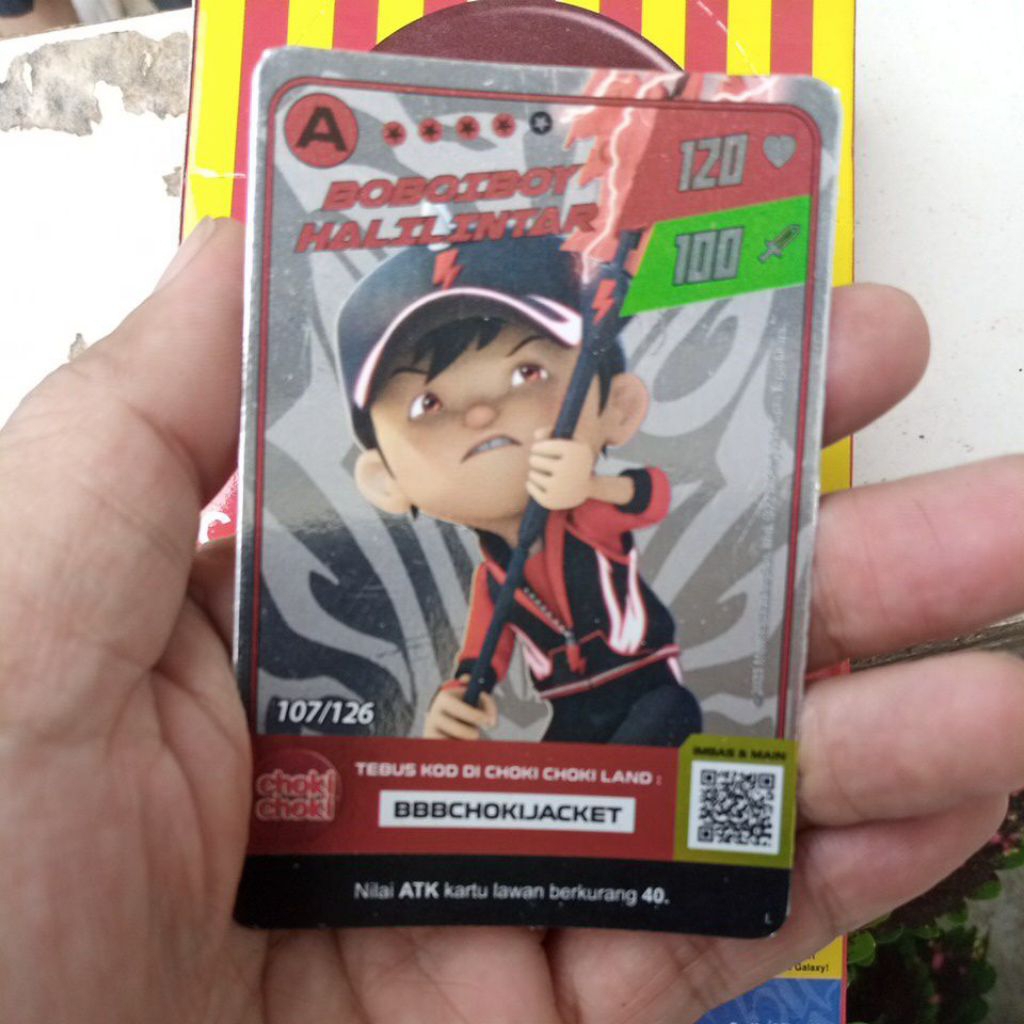 A
BOBOIBOY
HALILINTAR
120
100
107/126
choki
choki
TEBUS KOD DI CHOKI CHOKI LAND :
BBBCHOKIJACKET
IMBAS & MAIN
Nilai ATK kartu lawan berkurang 40.
L
Galaxy!